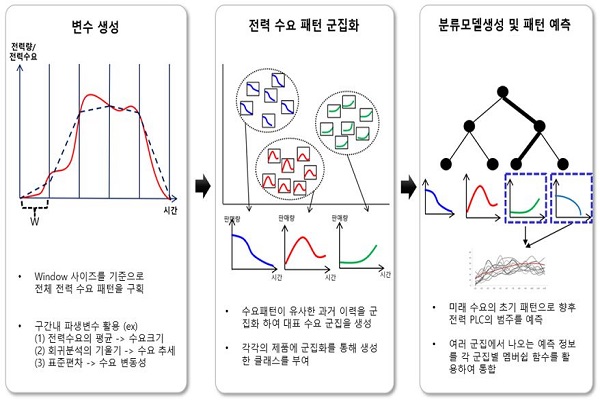 변수 생성
전력량/
전력수요
시간
W
• Window 사이즈를 기준으로
전체 전력 수요 패턴을 구획
• 구간내 파생변수 활용 (ex)
(1) 전력수요의 평균 -> 수요크기
(2) 회귀분석의 기울기 -> 수요 추세
(3) 표준편차 -> 수요 변동성
전력 수요 패턴 군집화
판매량
판매량
판매량
시간
시간
시간
• 수요패턴이 유사한 과거 이력을 군
집화 하여 대표 수요 군집을 생성
• 각각의 제품에 군집화를 통해 생성
한 클래스를 부여
분류모델생성 및 패턴 예측
• 미래 수요의 초기 패턴으로 향후
전력 PLC의 범주를 예측
• 여러 군집에서 나오는 예측 정보
를 각 군집별 멤버쉽 함수를 활
용하여 통합